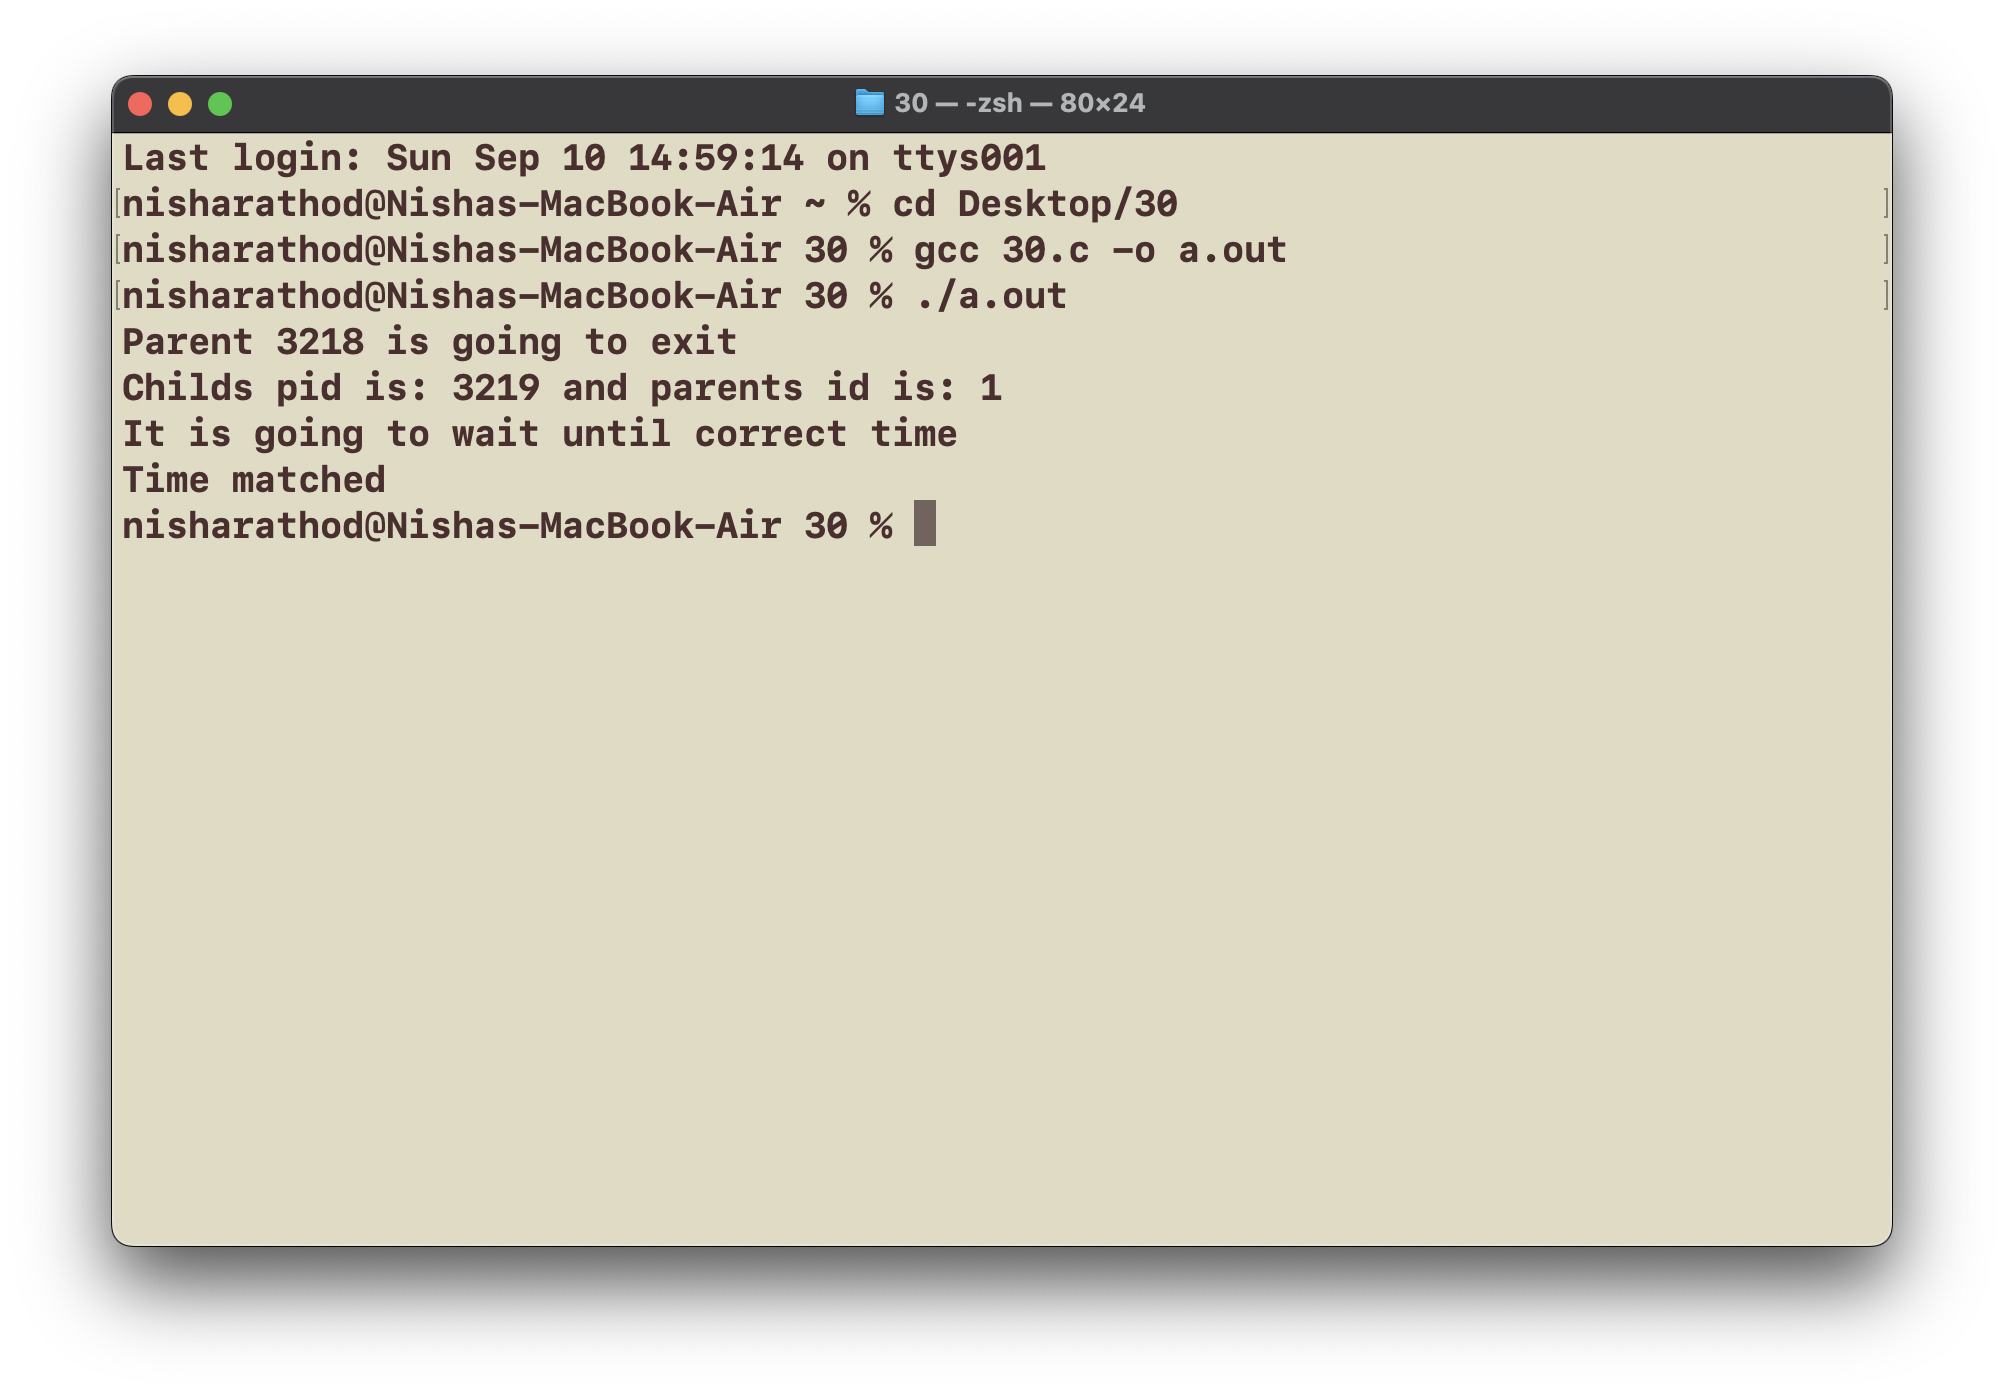 30 — -zsh — 80×24
Last login: Sun Sep 10 14:59:14 on ttys001
[nisharathod@Nishas-MacBook-Air ~ % cd Desktop/30 ]
[nisharathod@Nishas-MacBook-Air 30 % gcc 30.c -o a.out ]
[nisharathod@Nishas-MacBook-Air 30 % ./a.out ]
Parent 3218 is going to exit
Childs pid is: 3219 and parents id is: 1
It is going to wait until correct time
Time matched
nisharathod@Nishas-MacBook-Air 30 %